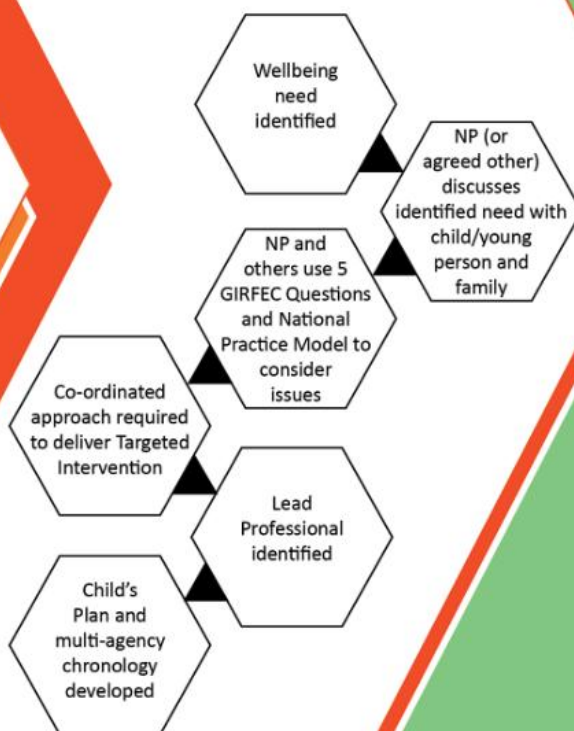 Wellbeing
need
identified
NP (or
agreed other)
discusses
identified need with
child/young
person and
family
NP and
others use 5
GIRFEC Questions
and National
Practice Model to
consider
issues
Co-ordinated
approach required
to deliver Targeted
Intervention
Lead
Professional
identified
Child’s
Plan and
multi-agency
chronology
developed